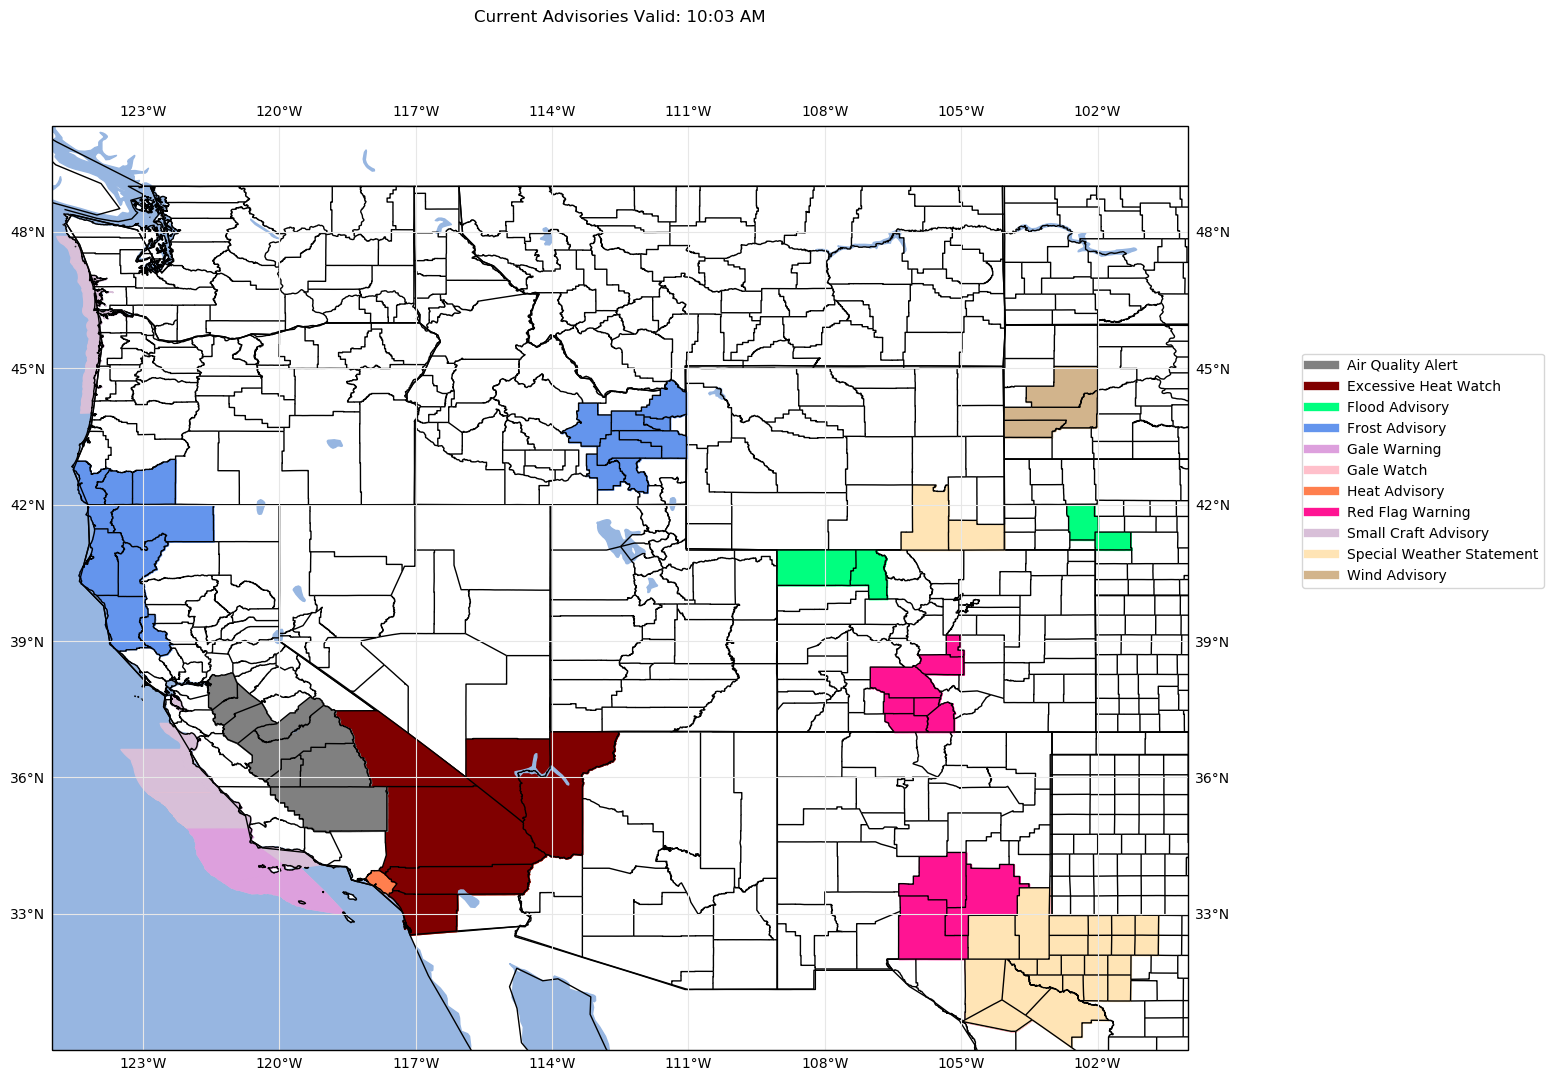 Current Advisories Valid: 10:03 AM
123°W 120°W 117°W 114°W 111°W 108°W 105°W 102°W
48°N 48°N
45°N 45°N
Air Quality Alert
Excessive Heat Watch
Flood Advisory
Frost Advisory
Gale Warning
Gale Watch
Heat Advisory
Red Flag Warning
Small Craft Advisory
Special Weather Statement
Wind Advisory
42°N 42°N
39°N 39°N
36°N 36°N
33°N 33°N
123°W 120°W 117°W 114°W 111°W 108°W 105°W 102°W